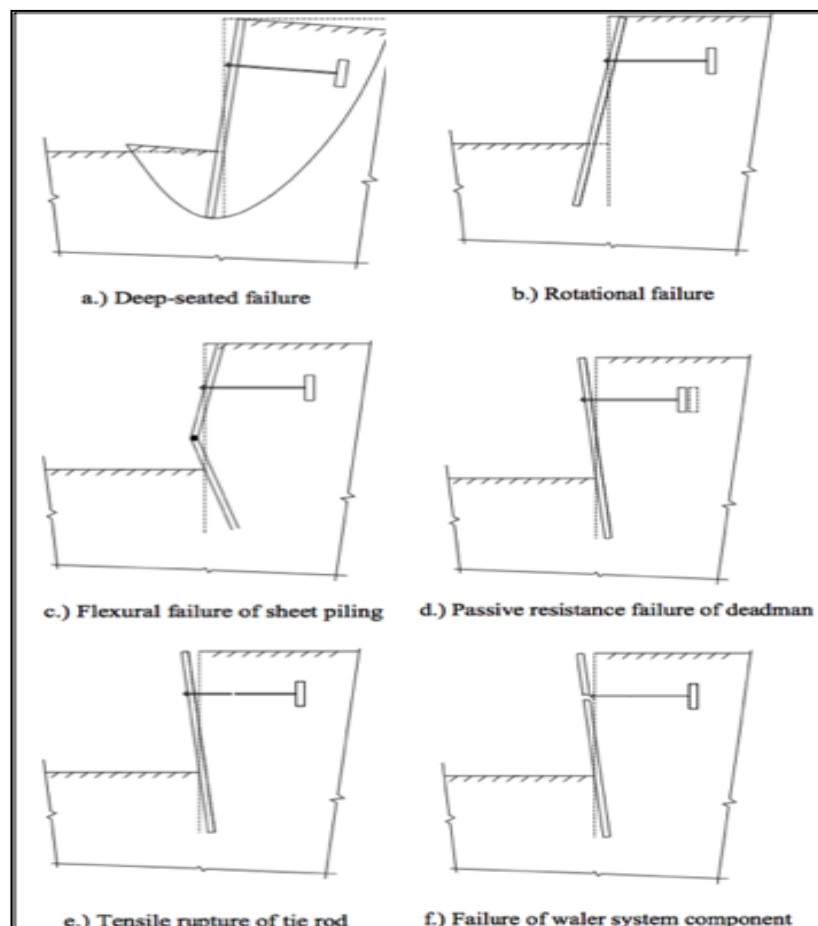 a.) Deep-seated failure
b.) Rotational failure
c.) Flexural failure of sheet piling
d.) Passive resistance failure of deadman
e.) Tensile rupture of tie rod
f.) Failure of waler system component